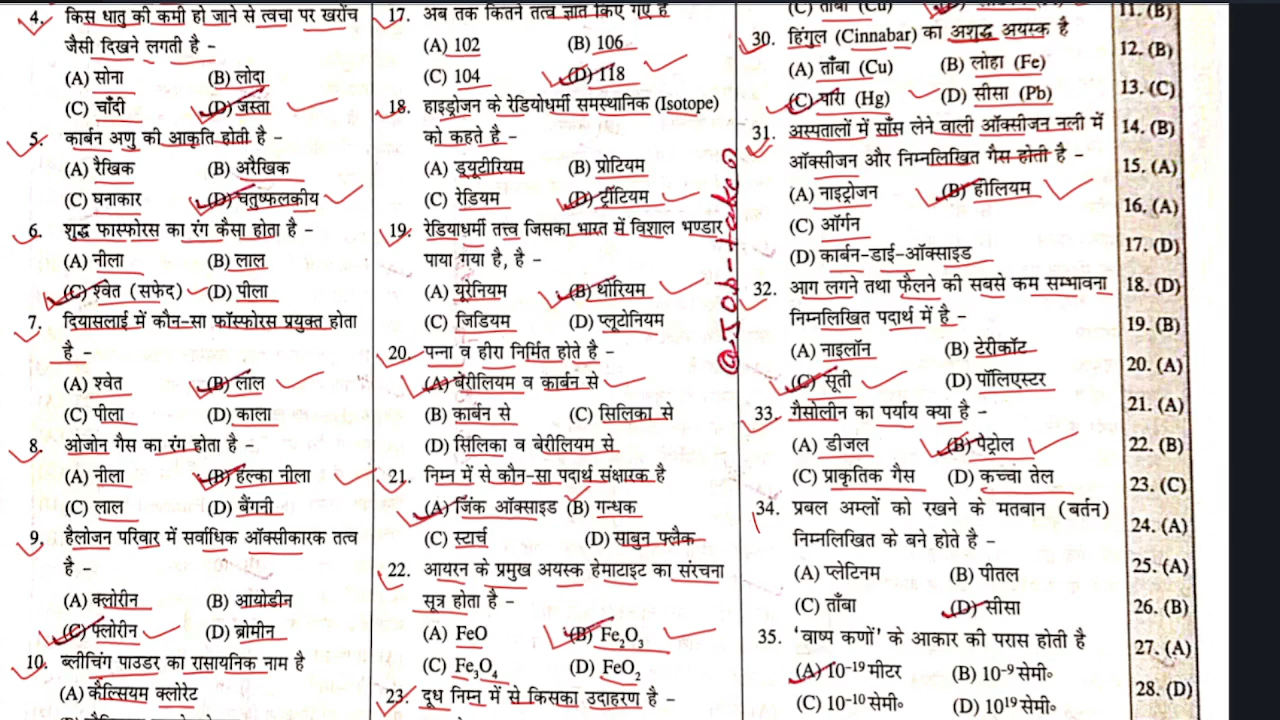 4. किस धातु की कमी हो जाने से त्वचा पर खरोंच
जैसी दिखने लगती है -
(A) सोना (B) लोहा
(C) चाँदी (D) जस्ता
5. कार्बन अणु की आकृति होती है -
(A) रैखिक (B) अरैखिक
(C) घनाकार (D) चतुष्फलकीय
6. शुद्ध फास्फोरस का रंग कैसा होता है -
(A) नीला (B) लाल
(C) श्वेत (सफेद) (D) पीला
7. दियासलाई में कौन-सा फॉस्फोरस प्रयुक्त होता
है -
(A) श्वेत (B) लाल
(C) पीला (D) काला
8. ओजोन गैस का रंग होता है -
(A) नीला (B) हल्का नीला
(C) लाल (D) बैंगनी
9. हैलोजन परिवार में सर्वाधिक ऑक्सीकारक तत्व
है -
(A) क्लोरीन (B) आयोडीन
(C) फ्लोरीन (D) ब्रोमीन
10. ब्लीचिंग पाउडर का रासायनिक नाम है
(A) कैल्सियम क्लोरेट
17. अब तक कितने तत्व ज्ञात किए गए हैं
(A) 102 (B) 106
(C) 104 (D) 118
18. हाइड्रोजन के रेडियोधर्मी समस्थानिक (Isotope)
को कहते है -
(A) ड्यूटीरियम (B) प्रोटियम
(C) रेडियम (D) ट्रीटियम
19. रेडियाधर्मी तत्त्व जिसका भारत में विशाल भण्डार
पाया गया है, है -
(A) यूरेनियम (B) थोरियम
(C) जिडियम (D) प्लूटोनियम
20. पन्ना व हीरा निर्मित होते है -
(A) बेरीलियम व कार्बन से
(B) कार्बन से (C) सिलिका से
(D) सिलिका व बेरीलियम से
21. निम्न में से कौन-सा पदार्थ संक्षारक है
(A) जिंक ऑक्साइड (B) गन्धक
(C) स्टार्च (D) साबुन फ्लैक
22. आयरन के प्रमुख अयस्क हेमाटाइट का संरचना
सूत्र होता है -
(A) FeO (B) Fe₂O₃
(C) Fe₃O₄ (D) FeO₂
23. दूध निम्न में से किसका उदाहरण है -
(C) ताँबा (Cu)
30. हिंगुल (Cinnabar) का अशुद्ध अयस्क है
(A) ताँबा (Cu) (B) लोहा (Fe)
(C) पारा (Hg) (D) सीसा (Pb)
31. अस्पतालों में साँस लेने वाली ऑक्सीजन नली में
ऑक्सीजन और निम्नलिखित गैस होती है -
(A) नाइट्रोजन (B) हीलियम
(C) ऑर्गन
(D) कार्बन-डाई-ऑक्साइड
32. आग लगने तथा फैलने की सबसे कम सम्भावना
निम्नलिखित पदार्थ में है -
(A) नाइलॉन (B) टेरीकॉट
(C) सूती (D) पॉलिएस्टर
33. गैसोलीन का पर्याय क्या है -
(A) डीजल (B) पेट्रोल
(C) प्राकृतिक गैस (D) कच्चा तेल
34. प्रबल अम्लों को रखने के मतबान (बर्तन)
निम्नलिखित के बने होते है -
(A) प्लेटिनम (B) पीतल
(C) ताँबा (D) सीसा
35. 'वाष्प कणों' के आकार की परास होती है
(A) 10⁻¹⁹ मीटर (B) 10⁻⁹ सेमी॰
(C) 10⁻¹⁰ सेमी॰ (D) 10¹⁹ सेमी॰
11. (B)
12. (B)
13. (C)
14. (B)
15. (A)
16. (A)
17. (D)
18. (D)
19. (B)
20. (A)
21. (A)
22. (B)
23. (C)
24. (A)
25. (A)
26. (B)
27. (A)
28. (D)